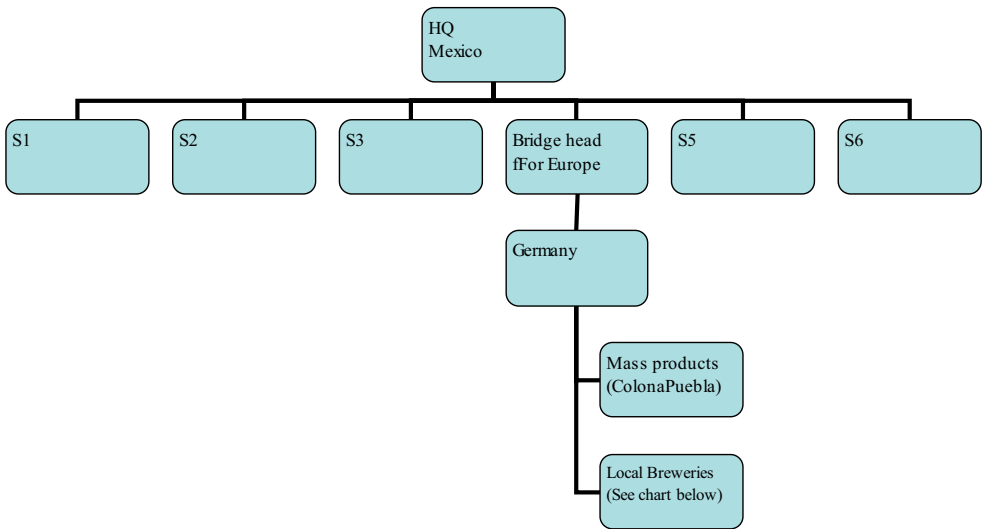 HQ
Mexico
S1
S2
S3
Bridge head
fFor Europe
S5
S6
Germany
Mass products
(ColonaPuebla)
Local Breweries
(See chart below)